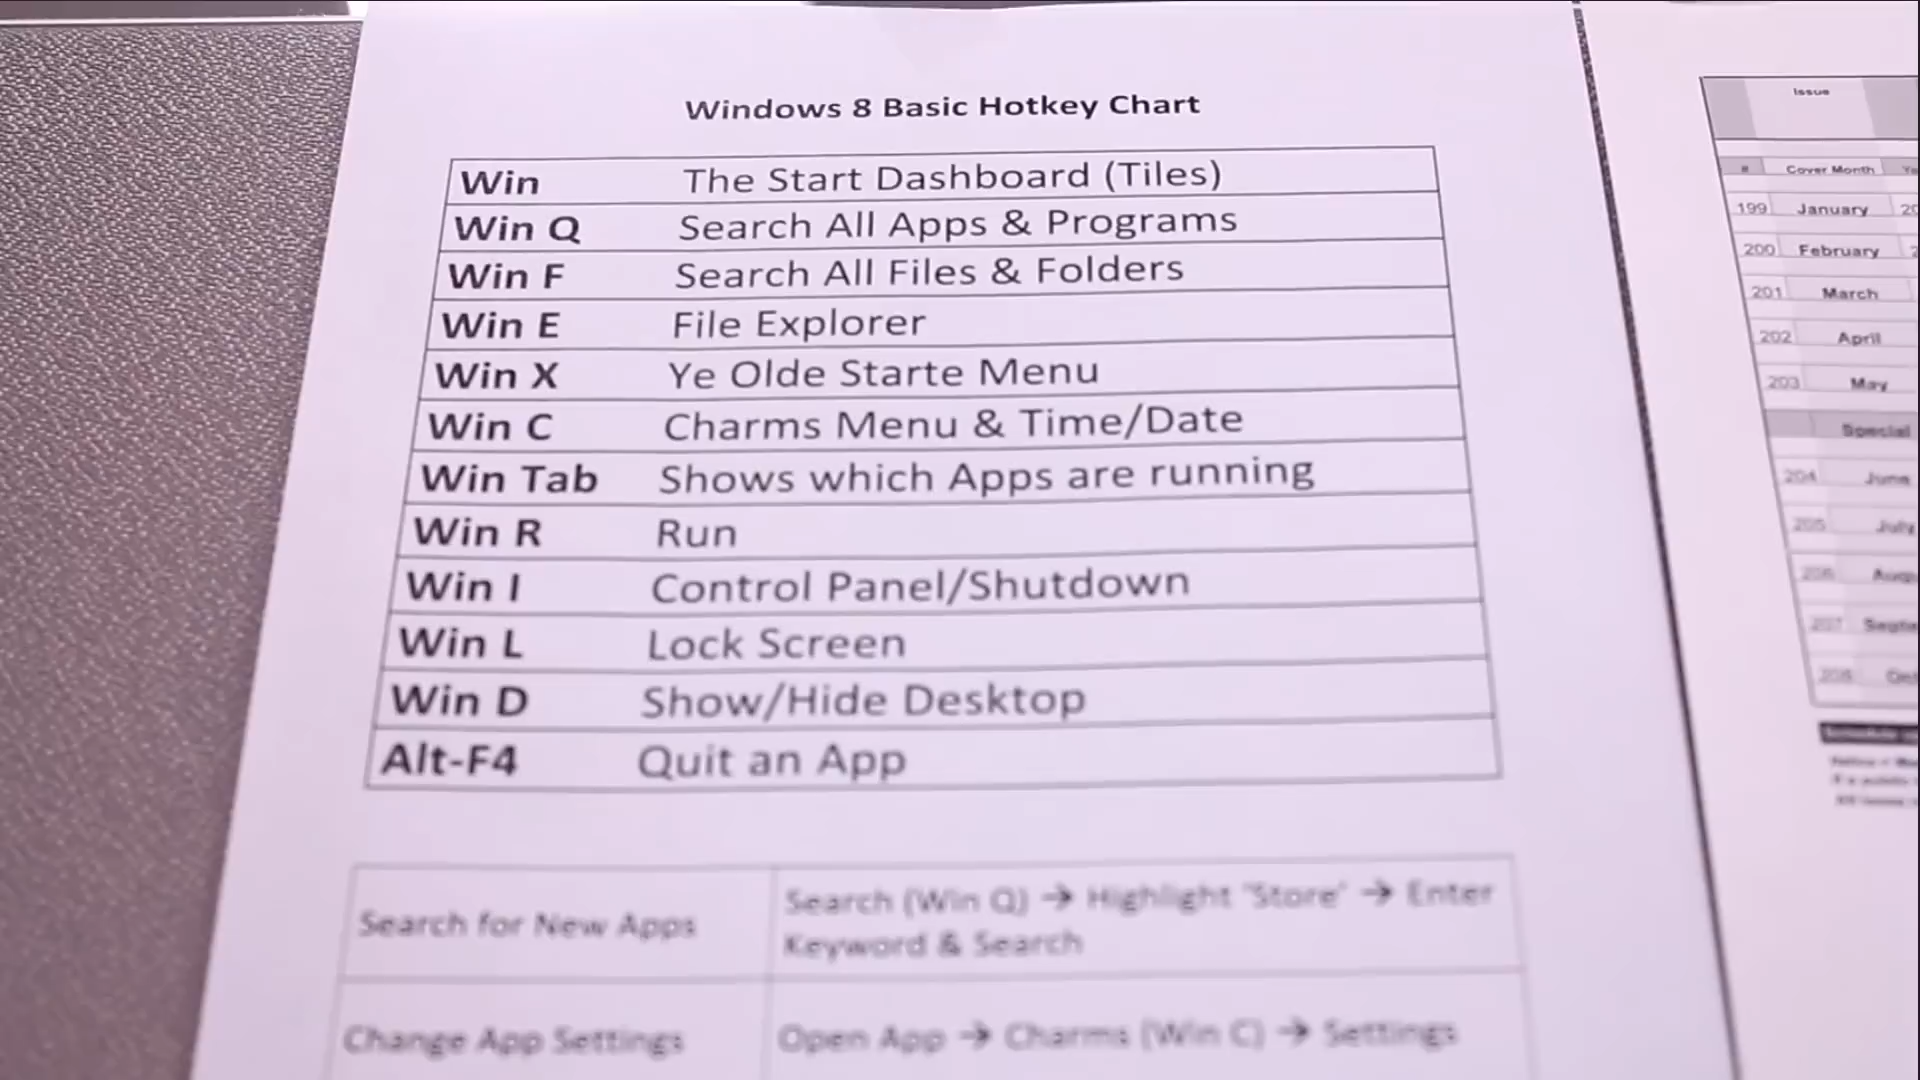 Windows 8 Basic Hotkey Chart
Win The Start Dashboard (Tiles)
Win Q Search All Apps & Programs
Win F Search All Files & Folders
Win E File Explorer
Win X Ye Olde Starte Menu
Win C Charms Menu & Time/Date
Win Tab Shows which Apps are running
Win R Run
Win I Control Panel/Shutdown
Win L Lock Screen
Win D Show/Hide Desktop
Alt-F4 Quit an App
Search for New Apps
Search (Win Q) → Highlight 'Store' → Enter
Keyword & Search
Change App Settings
Open App → Charms (Win C) → Settings
Issue
# Cover Month
199 January
200 February
201 March
202 April
203 May
Special
204 June
205 July
206
207
208